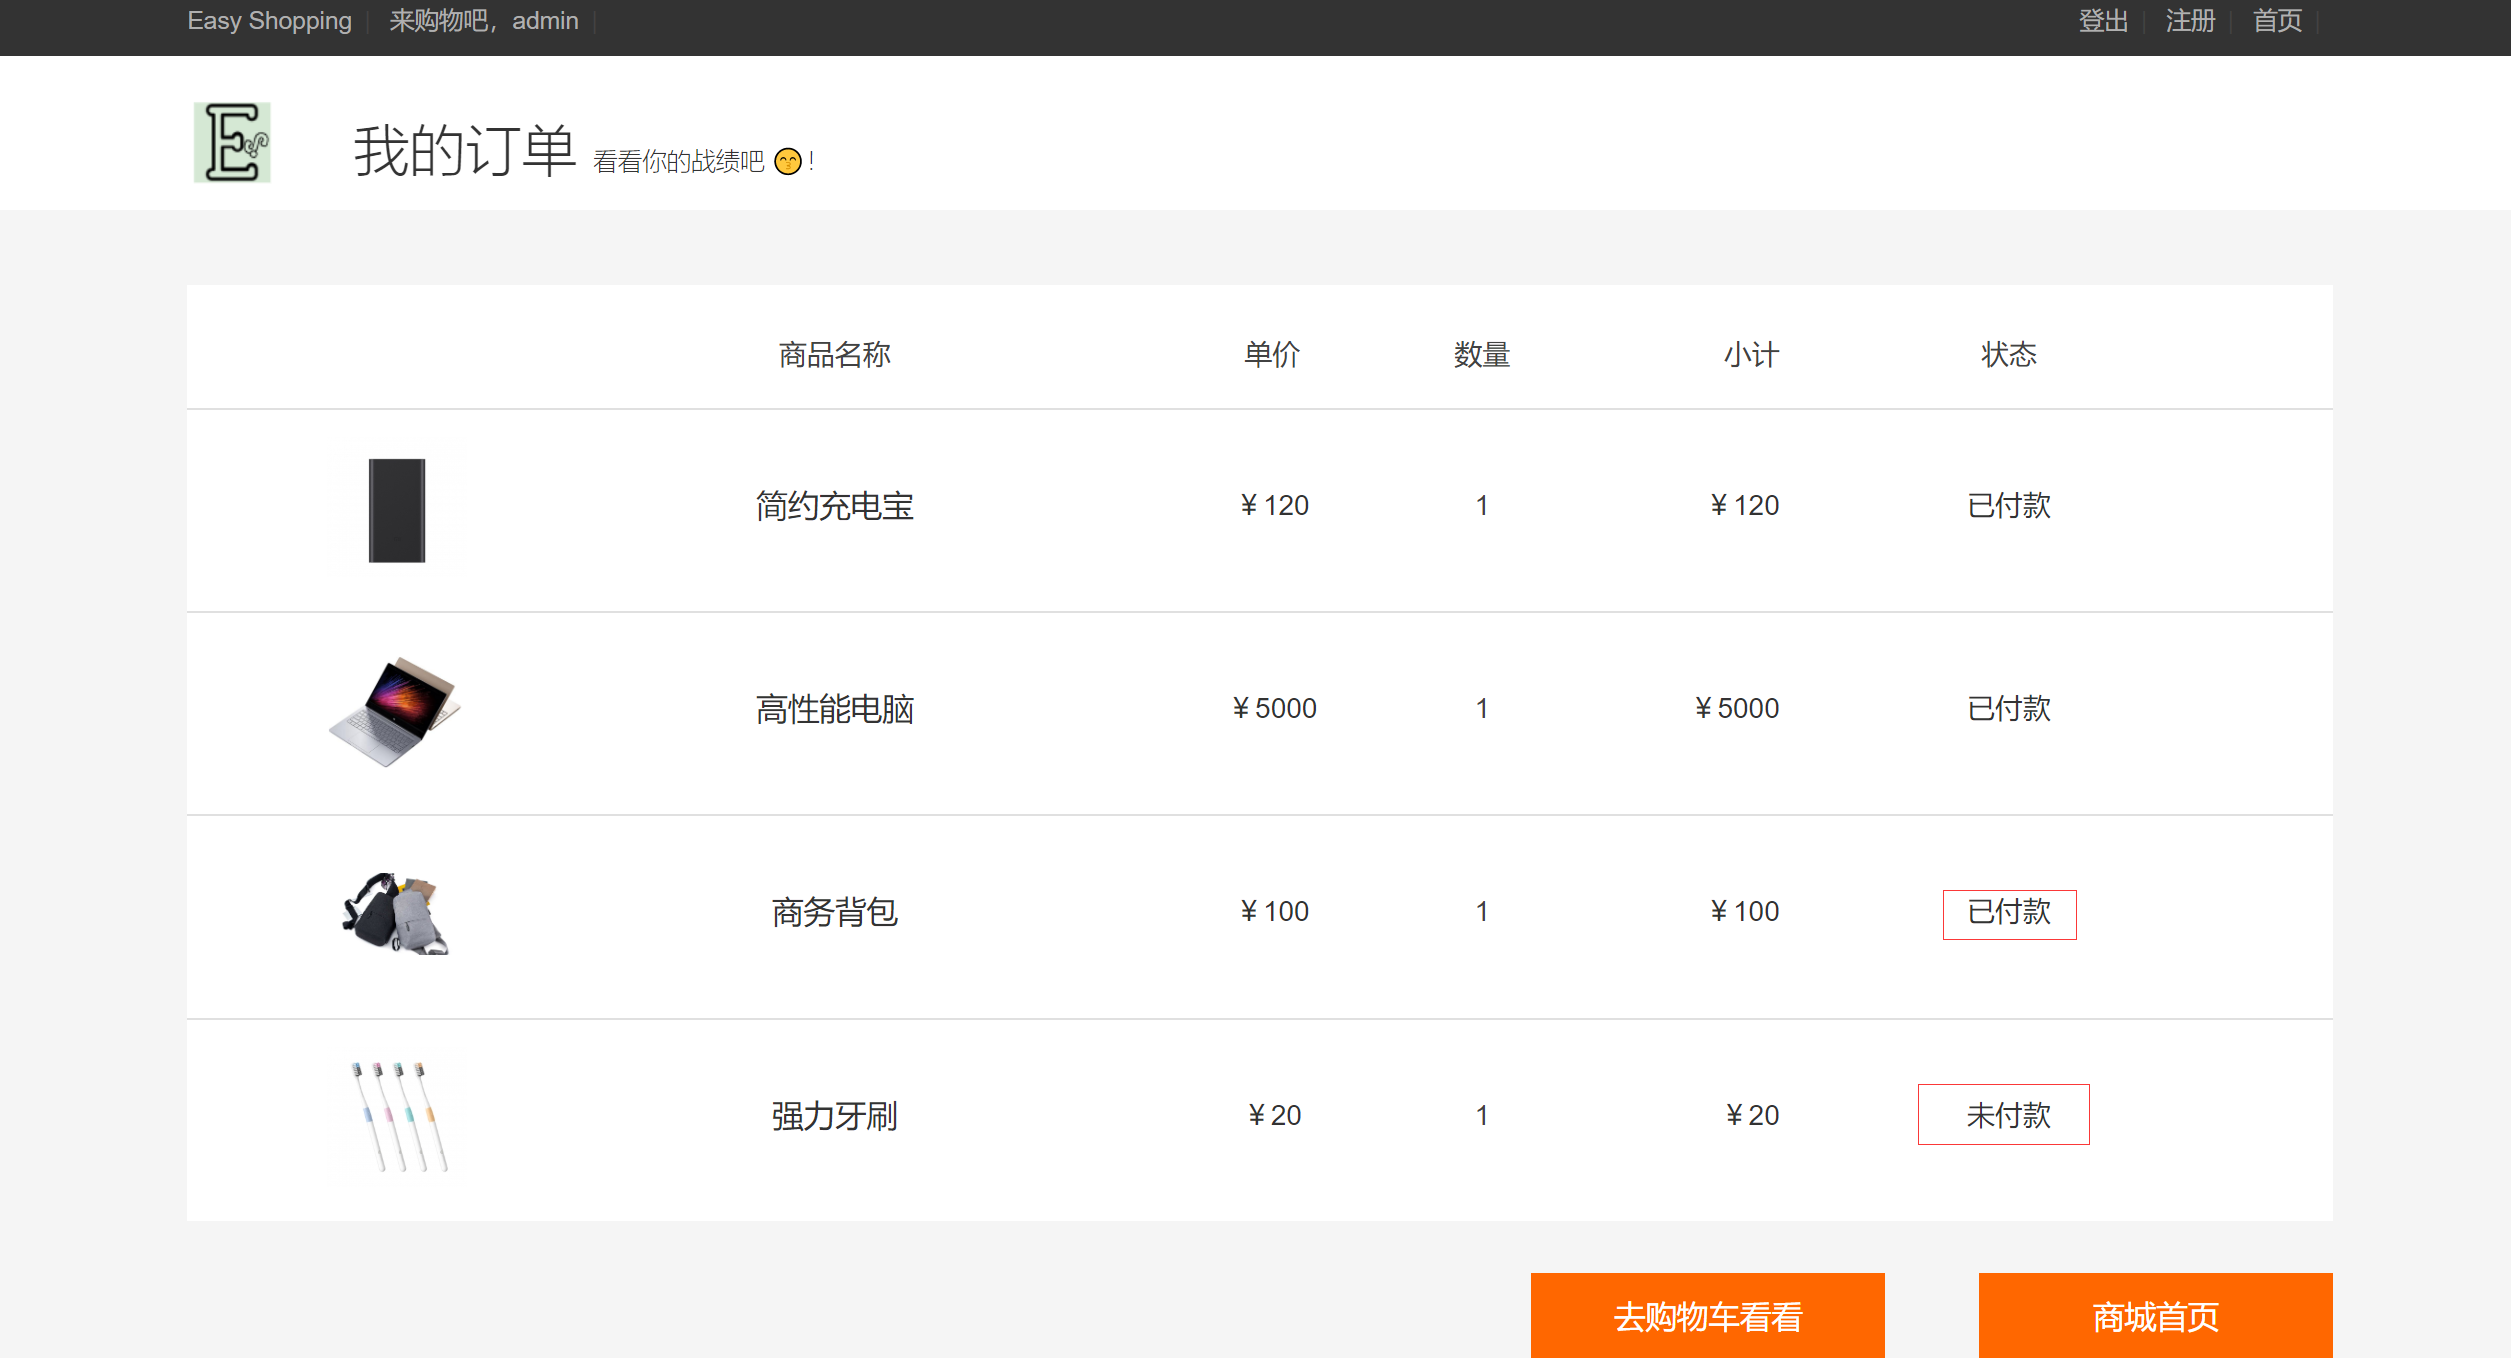 Easy Shopping 来购物吧，admin 登出 注册 首页
E
我的订单 看看你的战绩吧 😙 !
商品名称 单价 数量 小计 状态
简约充电宝 ¥ 120 1 ¥ 120 已付款
高性能电脑 ¥ 5000 1 ¥ 5000 已付款
商务背包 ¥ 100 1 ¥ 100 已付款
强力牙刷 ¥ 20 1 ¥ 20 未付款
去购物车看看 商城首页